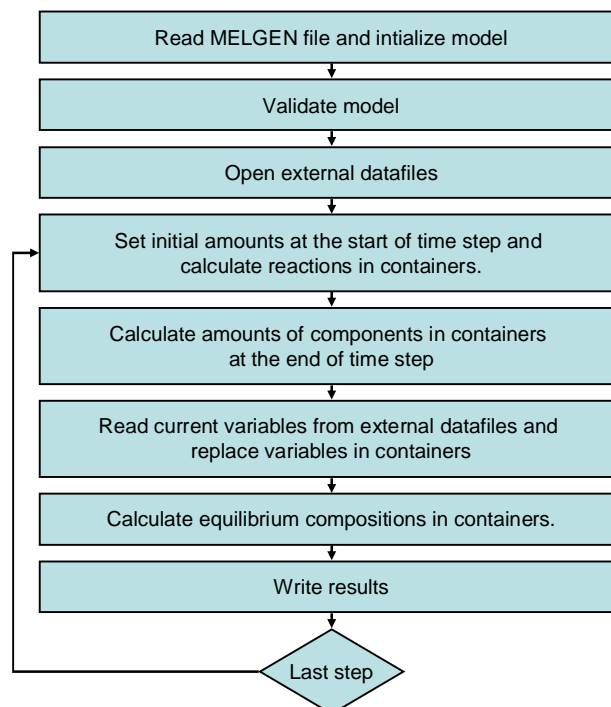 Read MELGEN file and intialize model
Validate model
Open external datafiles
Set initial amounts at the start of time step and
calculate reactions in containers.
Calculate amounts of components in containers
at the end of time step
Read current variables from external datafiles and
replace variables in containers
Calculate equilibrium compositions in containers.
Write results
Last step